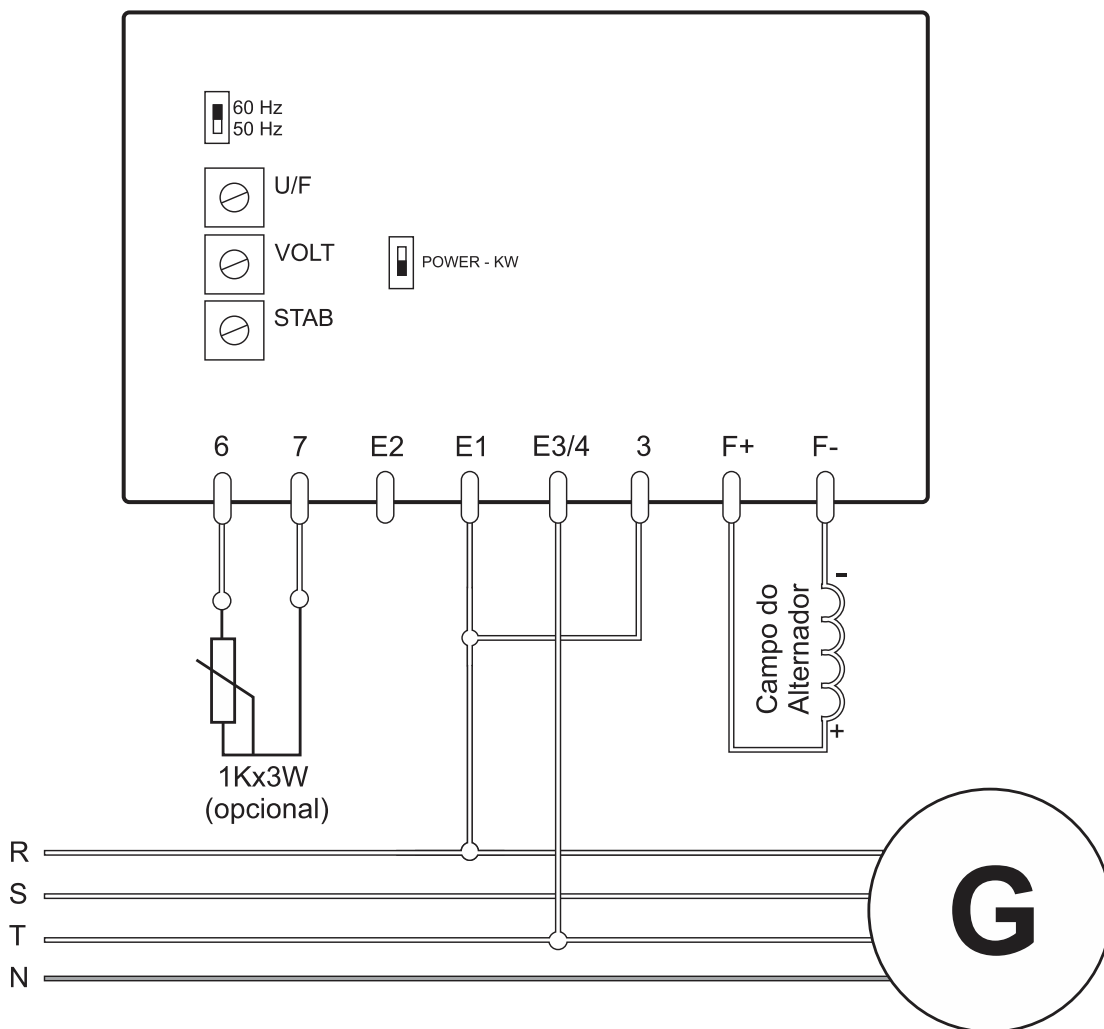 60 Hz
50 Hz
U/F
VOLT
POWER - KW
STAB
6 7 E2 E1 E3/4 3 F+ F-
-
Campo do
Alternador
+
1Kx3W
(opcional)
R
S
T
N
G